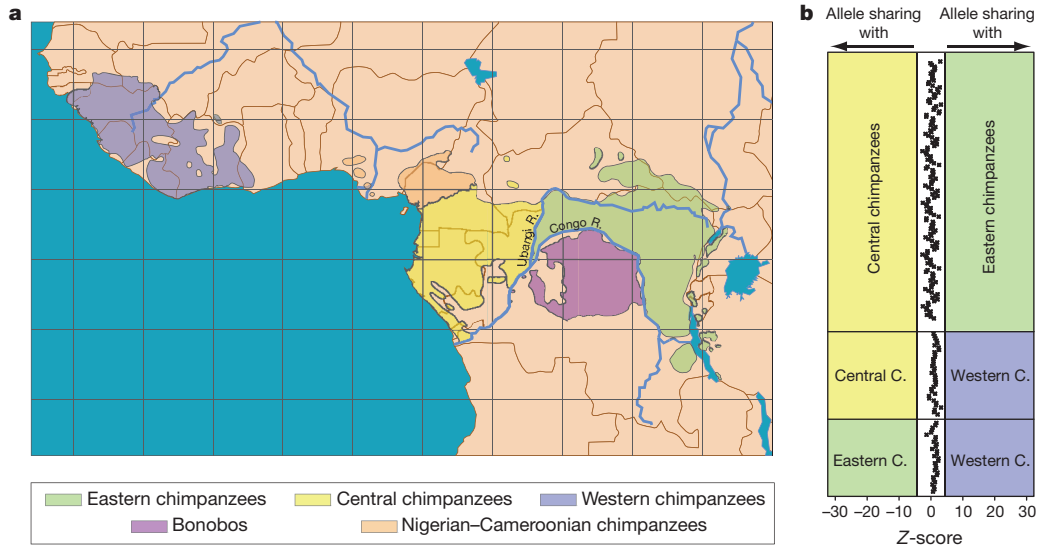 a
Ubangi R.
Congo R.
Eastern chimpanzees
Central chimpanzees
Western chimpanzees
Bonobos
Nigerian–Cameroonian chimpanzees
b
Allele sharing
with
Allele sharing
with
Central chimpanzees
Eastern chimpanzees
Central C.
Western C.
Eastern C.
Western C.
–30 –20 –10 0 10 20 30
Z-score